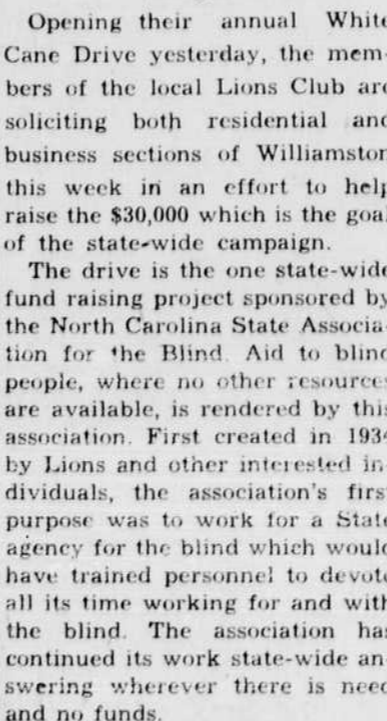 Opening their annual White
Cane Drive yesterday, the mem-
bers of the local Lions Club are
soliciting both residential and
business sections of Williamston
this week in an effort to help
raise the $30,000 which is the goal
of the state-wide campaign.
The drive is the one state-wide
fund raising project sponsored by
the North Carolina State Associa-
tion for the Blind. Aid to blind
people, where no other resources
are available, is rendered by this
association. First created in 1934
by Lions and other interested in-
dividuals, the association's first
purpose was to work for a State
agency for the blind which would
have trained personnel to devote
all its time working for and with
the blind. The association has
continued its work state-wide an-
swering wherever there is need
and no funds.